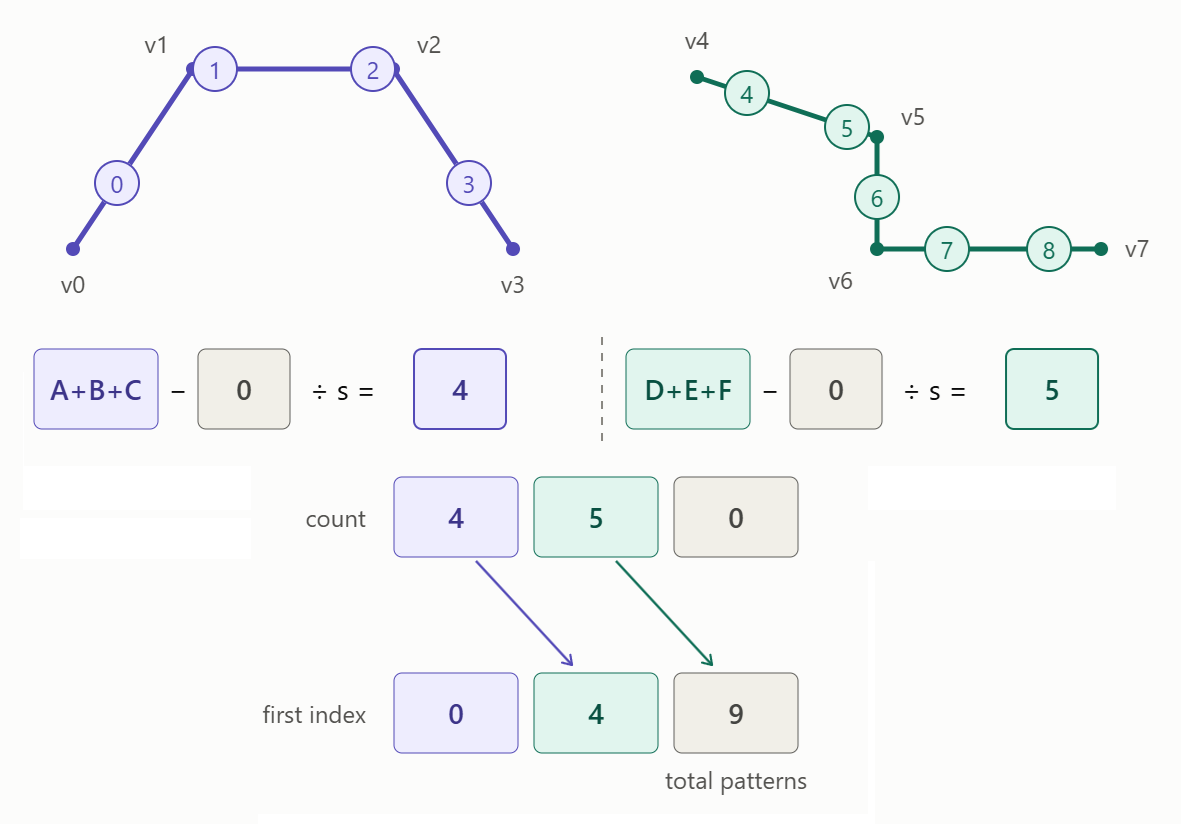 v1
v2
v4
1
2
4
5
v5
0
3
6
7
8
v7
v0
v3
v6
A+B+C − 0 ÷ s = 4
D+E+F − 0 ÷ s = 5
count 4 5 0
first index 0 4 9
total patterns